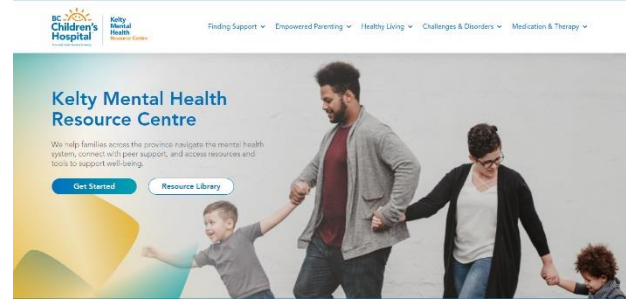 BC
Children's
Hospital
Kelty
Mental
Health
Resource Centre
Finding Support
Empowered Parenting
Healthy Living
Challenges & Disorders
Medication & Therapy
Kelty Mental Health
Resource Centre
We help families across the province navigate the mental health
system, connect with peer support, and access resources and
tools to support well-being.
Get Started
Resource Library